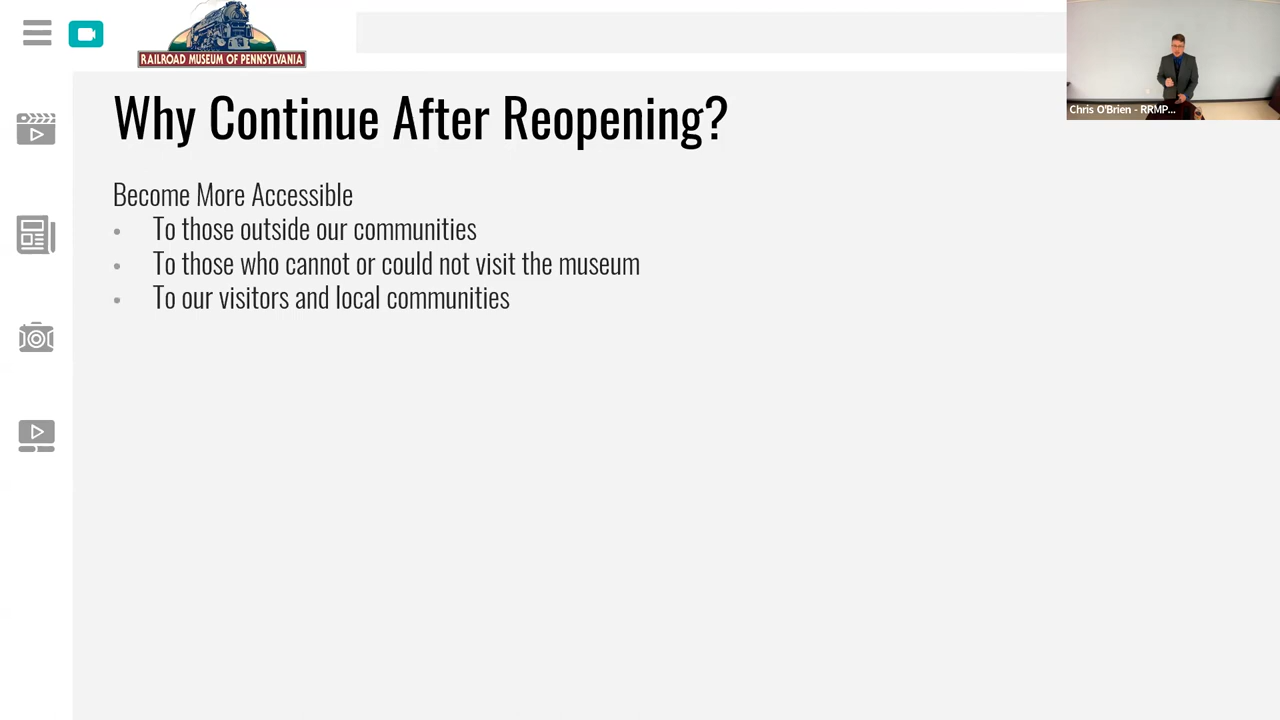 RAILROAD MUSEUM OF PENNSYLVANIA
Chris O'Brien - RRMP...
Why Continue After Reopening?
Become More Accessible
• To those outside our communities
• To those who cannot or could not visit the museum
• To our visitors and local communities